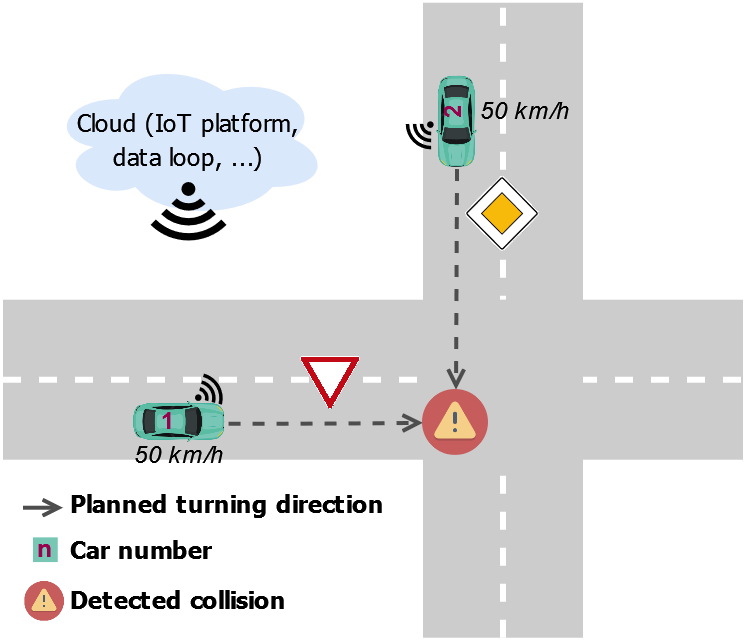 Cloud (IoT platform,
data loop, ...)
2
50 km/h
1
50 km/h
Planned turning direction
n
Car number
Detected collision